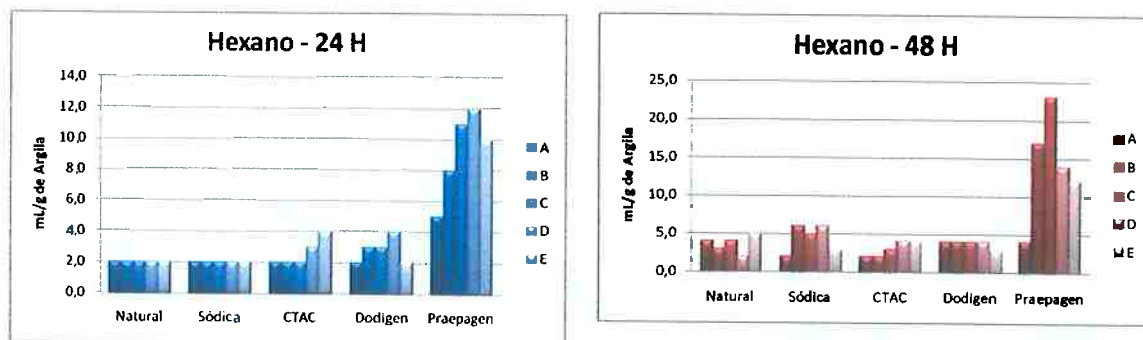 Hexano - 24 H
14,0
12,0
10,0
8,0
6,0
4,0
2,0
0,0
mL/g de Argila
Natural Sódica CTAC Dodigen Praepagen
A
B
C
D
E
Hexano - 48 H
25,0
20,0
15,0
10,0
5,0
0,0
mL/g de Argila
Natural Sódica CTAC Dodigen Praepagen
A
B
C
D
E